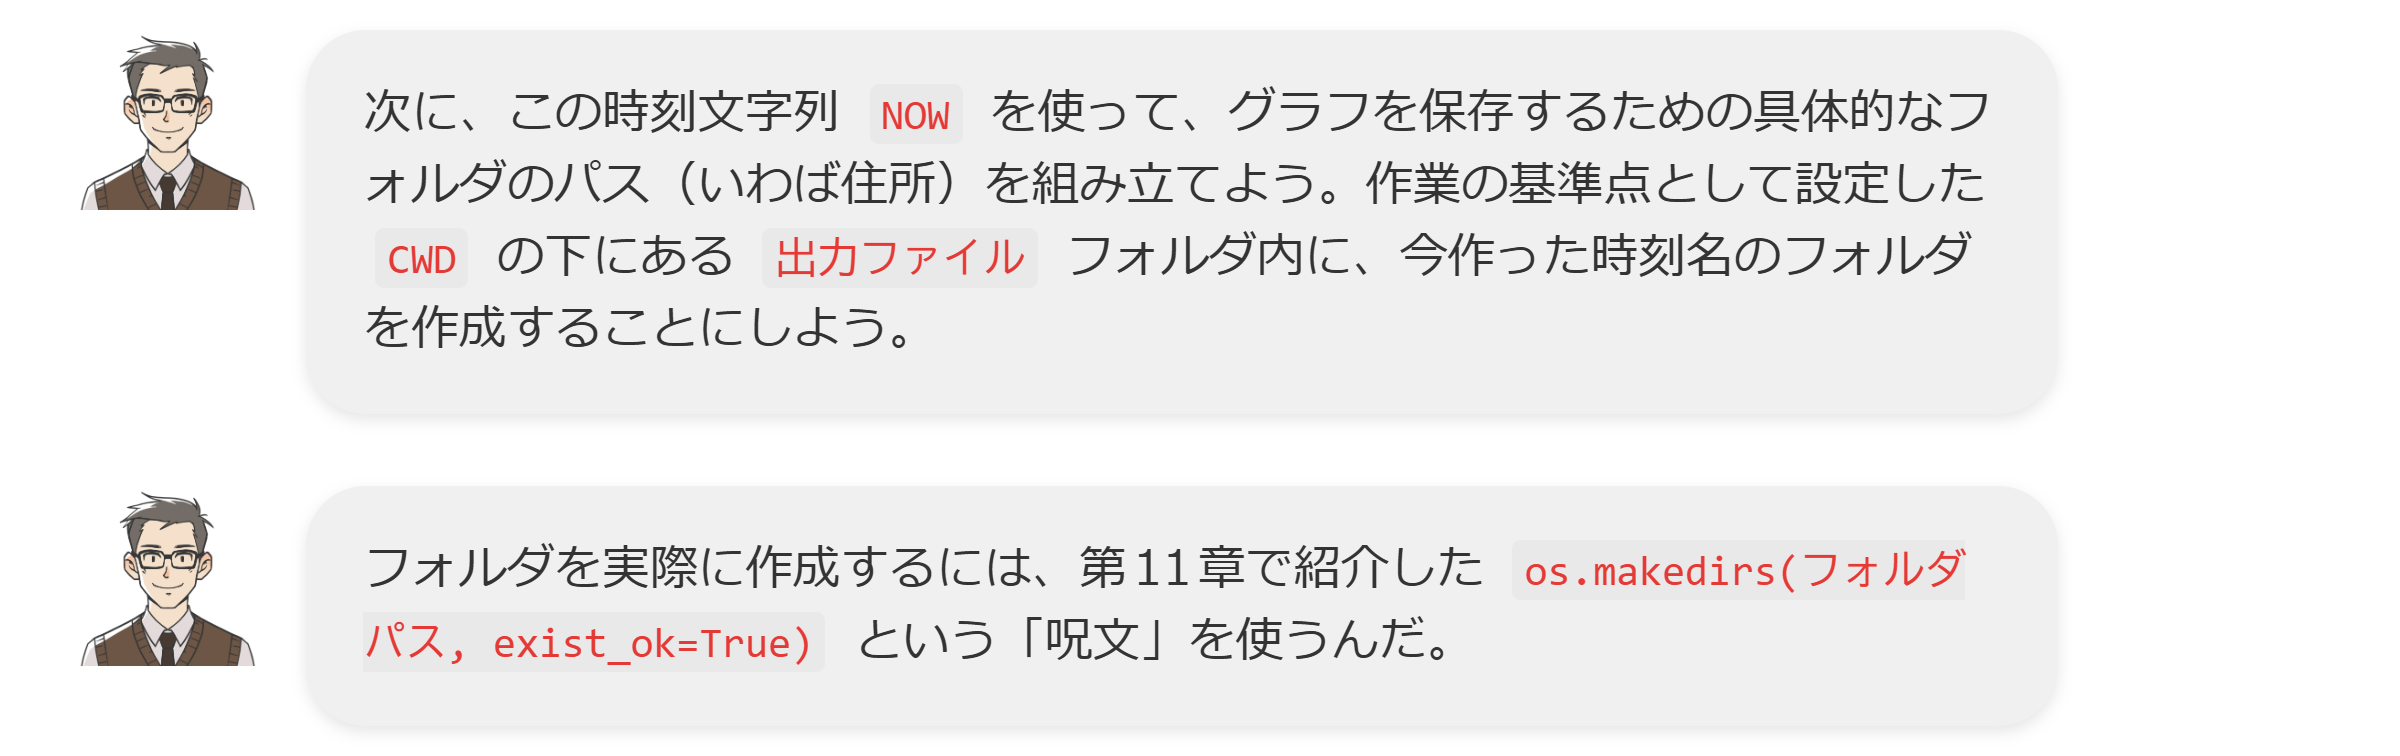 次に、この時刻文字列 NOW を使って、グラフを保存するための具体的なフ
ォルダのパス（いわば住所）を組み立てよう。作業の基準点として設定した
CWD の下にある 出力ファイル フォルダ内に、今作った時刻名のフォルダ
を作成することにしよう。
フォルダを実際に作成するには、第11章で紹介した os.makedirs(フォルダ
パス, exist_ok=True) という「呪文」を使うんだ。